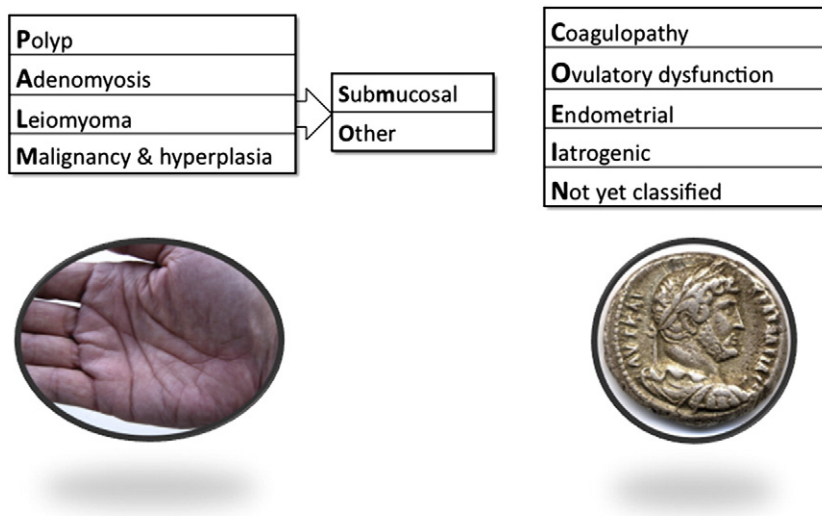 Polyp
Adenomyosis
Leiomyoma
Malignancy & hyperplasia
Submucosal
Other
Coagulopathy
Ovulatory dysfunction
Endometrial
Iatrogenic
Not yet classified